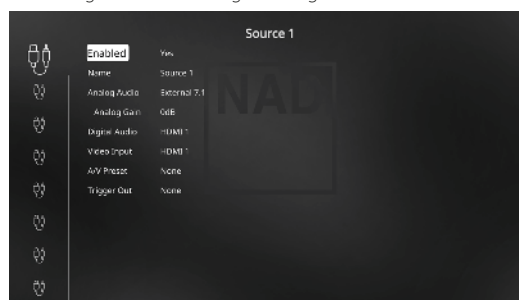 Source 1
Enabled Yes
Name Source 1
Analog Audio External 7.1
Analog Gain 0dB
Digital Audio HDMI 1
Video Input HDMI 1
A/V Preset None
Trigger Out None
NAD